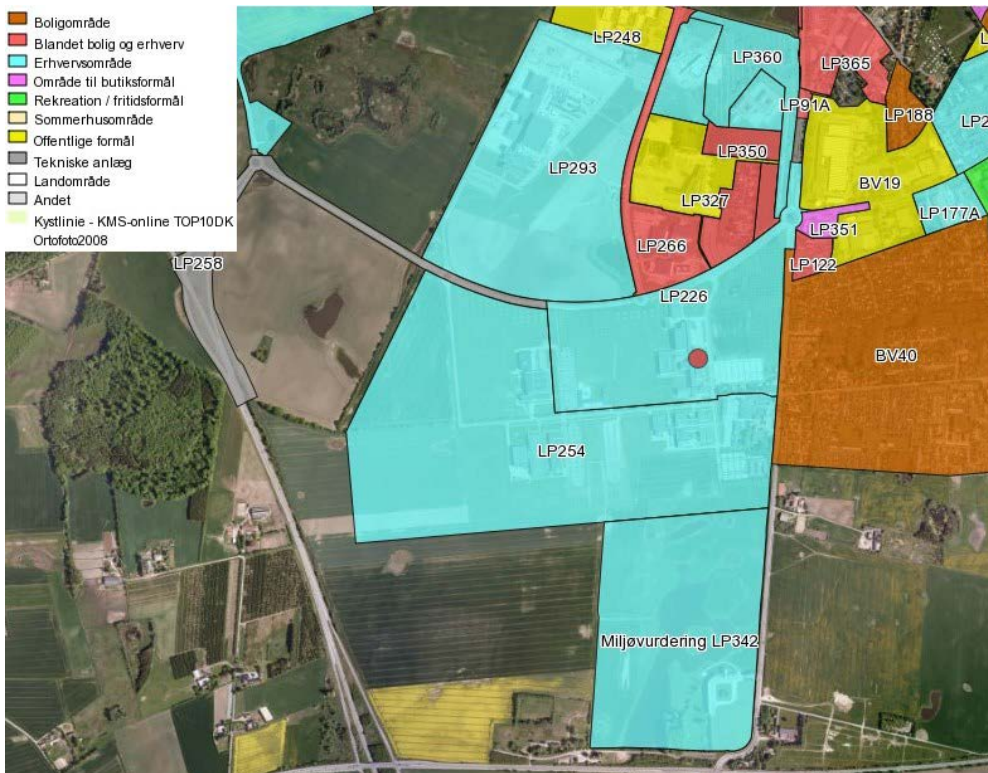 Boligområde
Blandet bolig og erhverv
Erhvervsområde
Område til butiksformål
Rekreation / fritidsformål
Sommerhusområde
Offentlige formål
Tekniske anlæg
Landområde
Andet
Kystlinie - KMS-online TOP10DK
Ortofoto2008
LP248
LP360
LP365
LP91A
LP188
LP2
LP293
LP350
BV19
LP327
LP177A
LP351
LP266
LP122
LP258
LP226
BV40
LP254
Miljøvurdering LP342